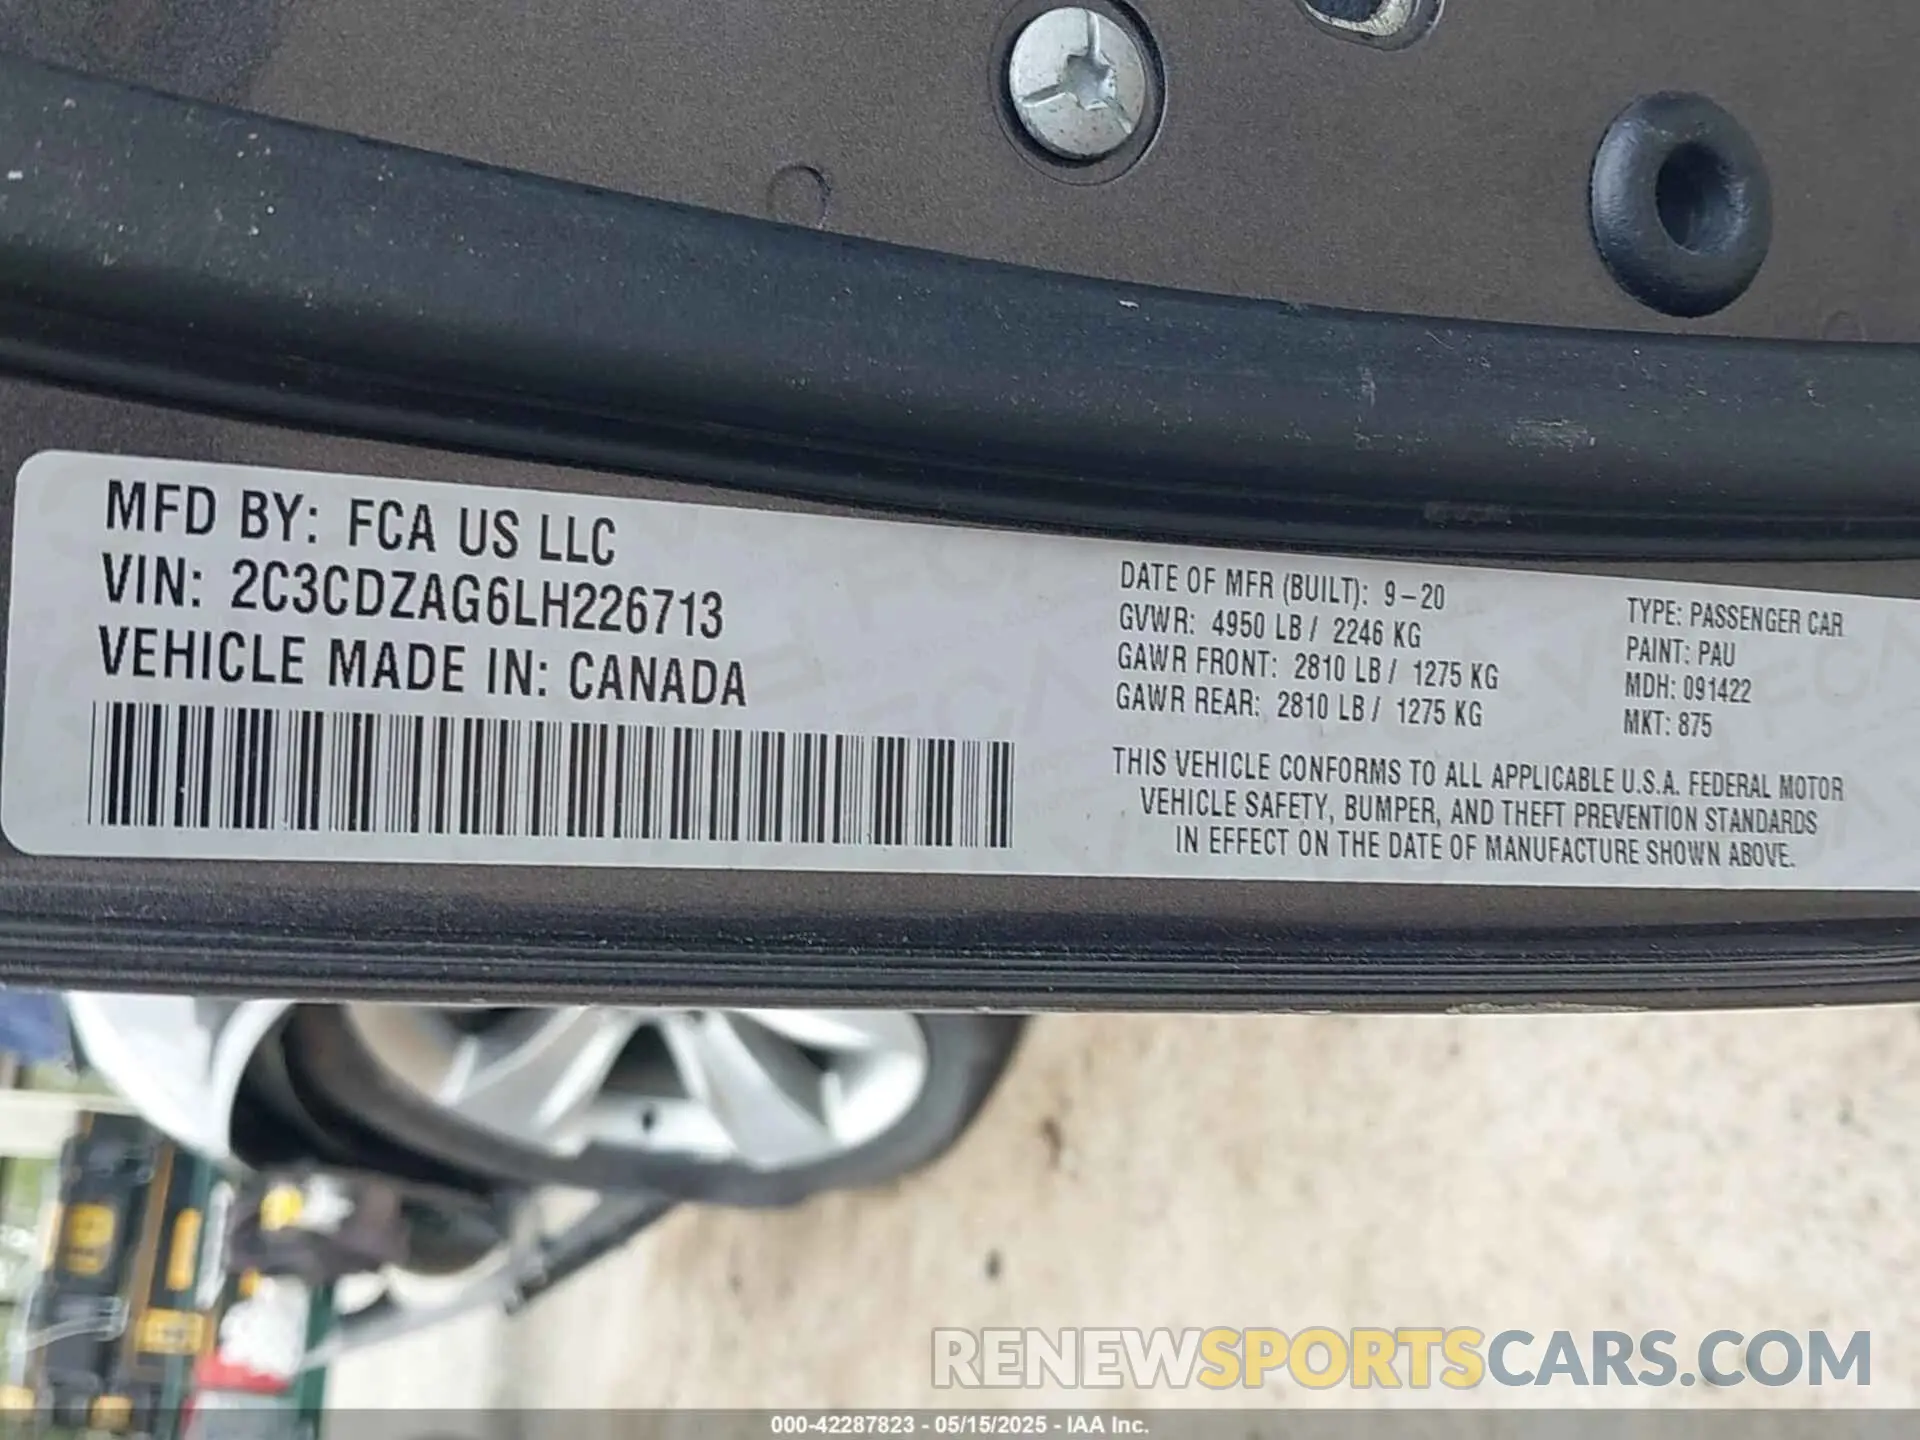 MFD BY: FCA US LLC
VIN: 2C3CDZAG6LH226713
VEHICLE MADE IN: CANADA
DATE OF MFR (BUILT): 9-20
GVWR: 4950 LB / 2246 KG
GAWR FRONT: 2810 LB / 1275 KG
GAWR REAR: 2810 LB / 1275 KG
TYPE: PASSENGER CAR
PAINT: PAU
MDH: 091422
MKT: 875
THIS VEHICLE CONFORMS TO ALL APPLICABLE U.S.A. FEDERAL MOTOR
VEHICLE SAFETY, BUMPER, AND THEFT PREVENTION STANDARDS
IN EFFECT ON THE DATE OF MANUFACTURE SHOWN ABOVE.
RENEWSPORTSCARS.COM
000-42287823 - 05/15/2025 - IAA Inc.